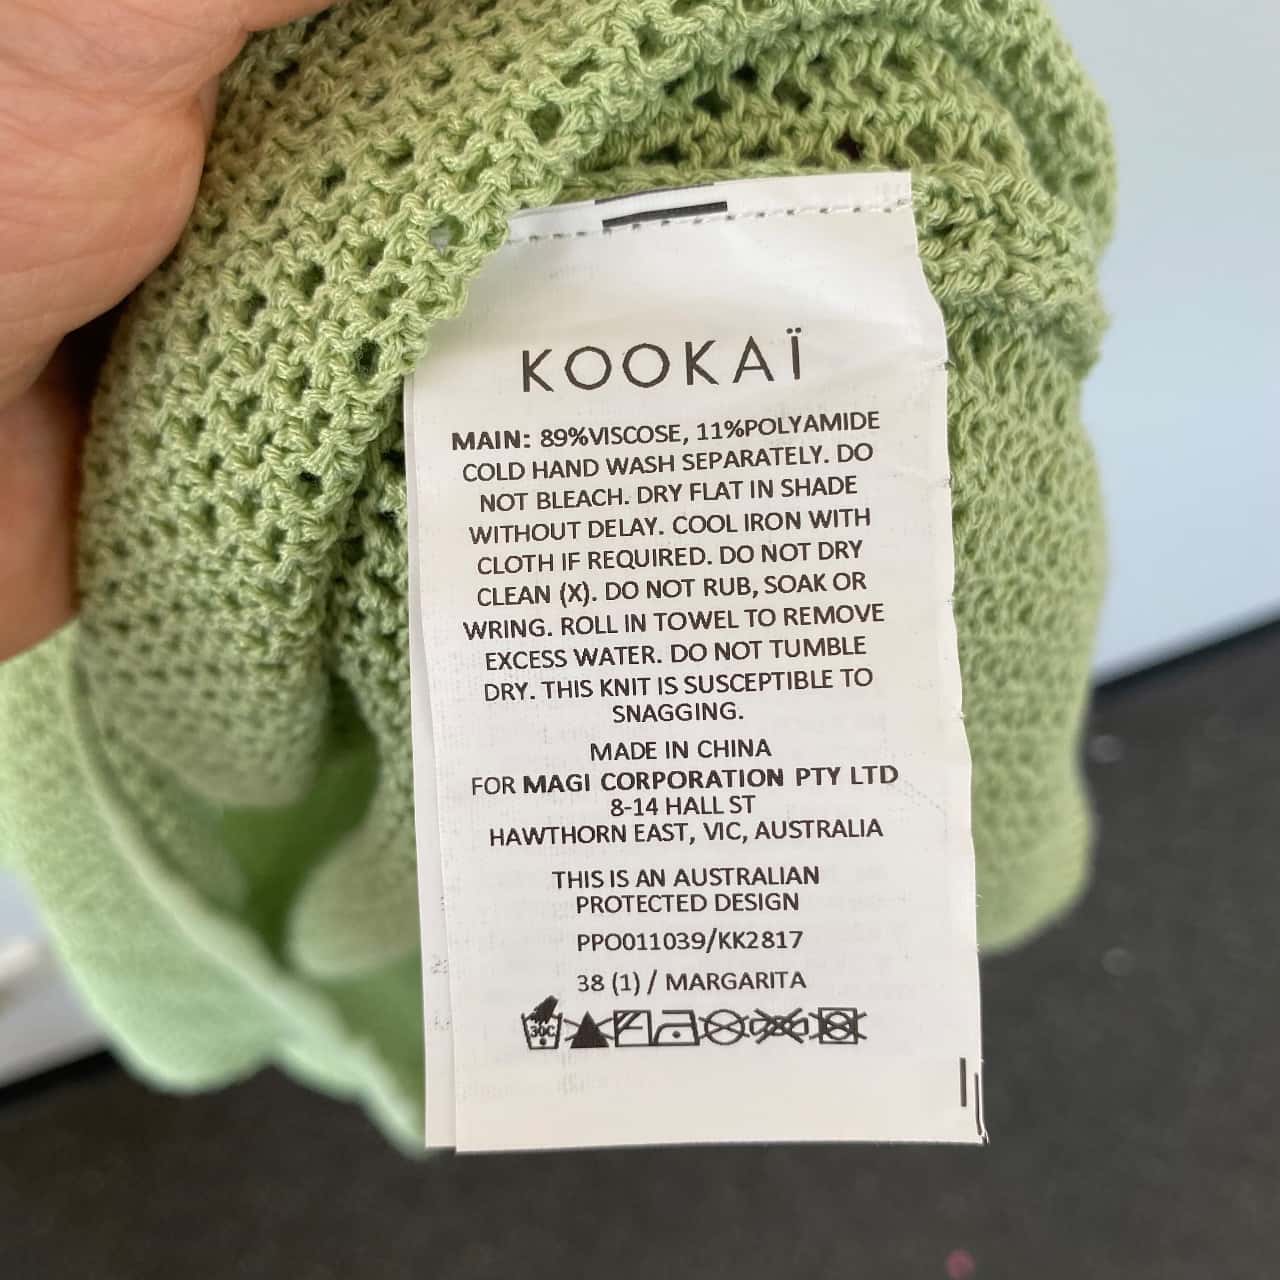 KOOKAÏ
MAIN: 89%VISCOSE, 11%POLYAMIDE
COLD HAND WASH SEPARATELY. DO
NOT BLEACH. DRY FLAT IN SHADE
WITHOUT DELAY. COOL IRON WITH
CLOTH IF REQUIRED. DO NOT DRY
CLEAN (X). DO NOT RUB, SOAK OR
WRING. ROLL IN TOWEL TO REMOVE
EXCESS WATER. DO NOT TUMBLE
DRY. THIS KNIT IS SUSCEPTIBLE TO
SNAGGING.
MADE IN CHINA
FOR MAGI CORPORATION PTY LTD
8-14 HALL ST
HAWTHORN EAST, VIC, AUSTRALIA
THIS IS AN AUSTRALIAN
PROTECTED DESIGN
PPO011039/KK2817
38 (1) / MARGARITA
30C